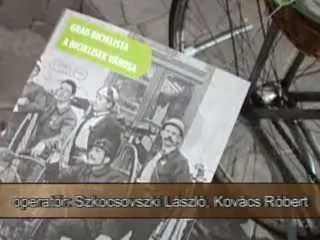 GRAD BICIKLISTA
A BICIKLISEK VÁROSA
operatőr: Szkocsovszki László, Kovács Róbert